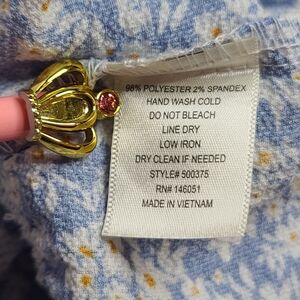 98% POLYESTER 2% SPANDEX
HAND WASH COLD
DO NOT BLEACH
LINE DRY
LOW IRON
DRY CLEAN IF NEEDED
STYLE# 500375
RN# 146051
MADE IN VIETNAM